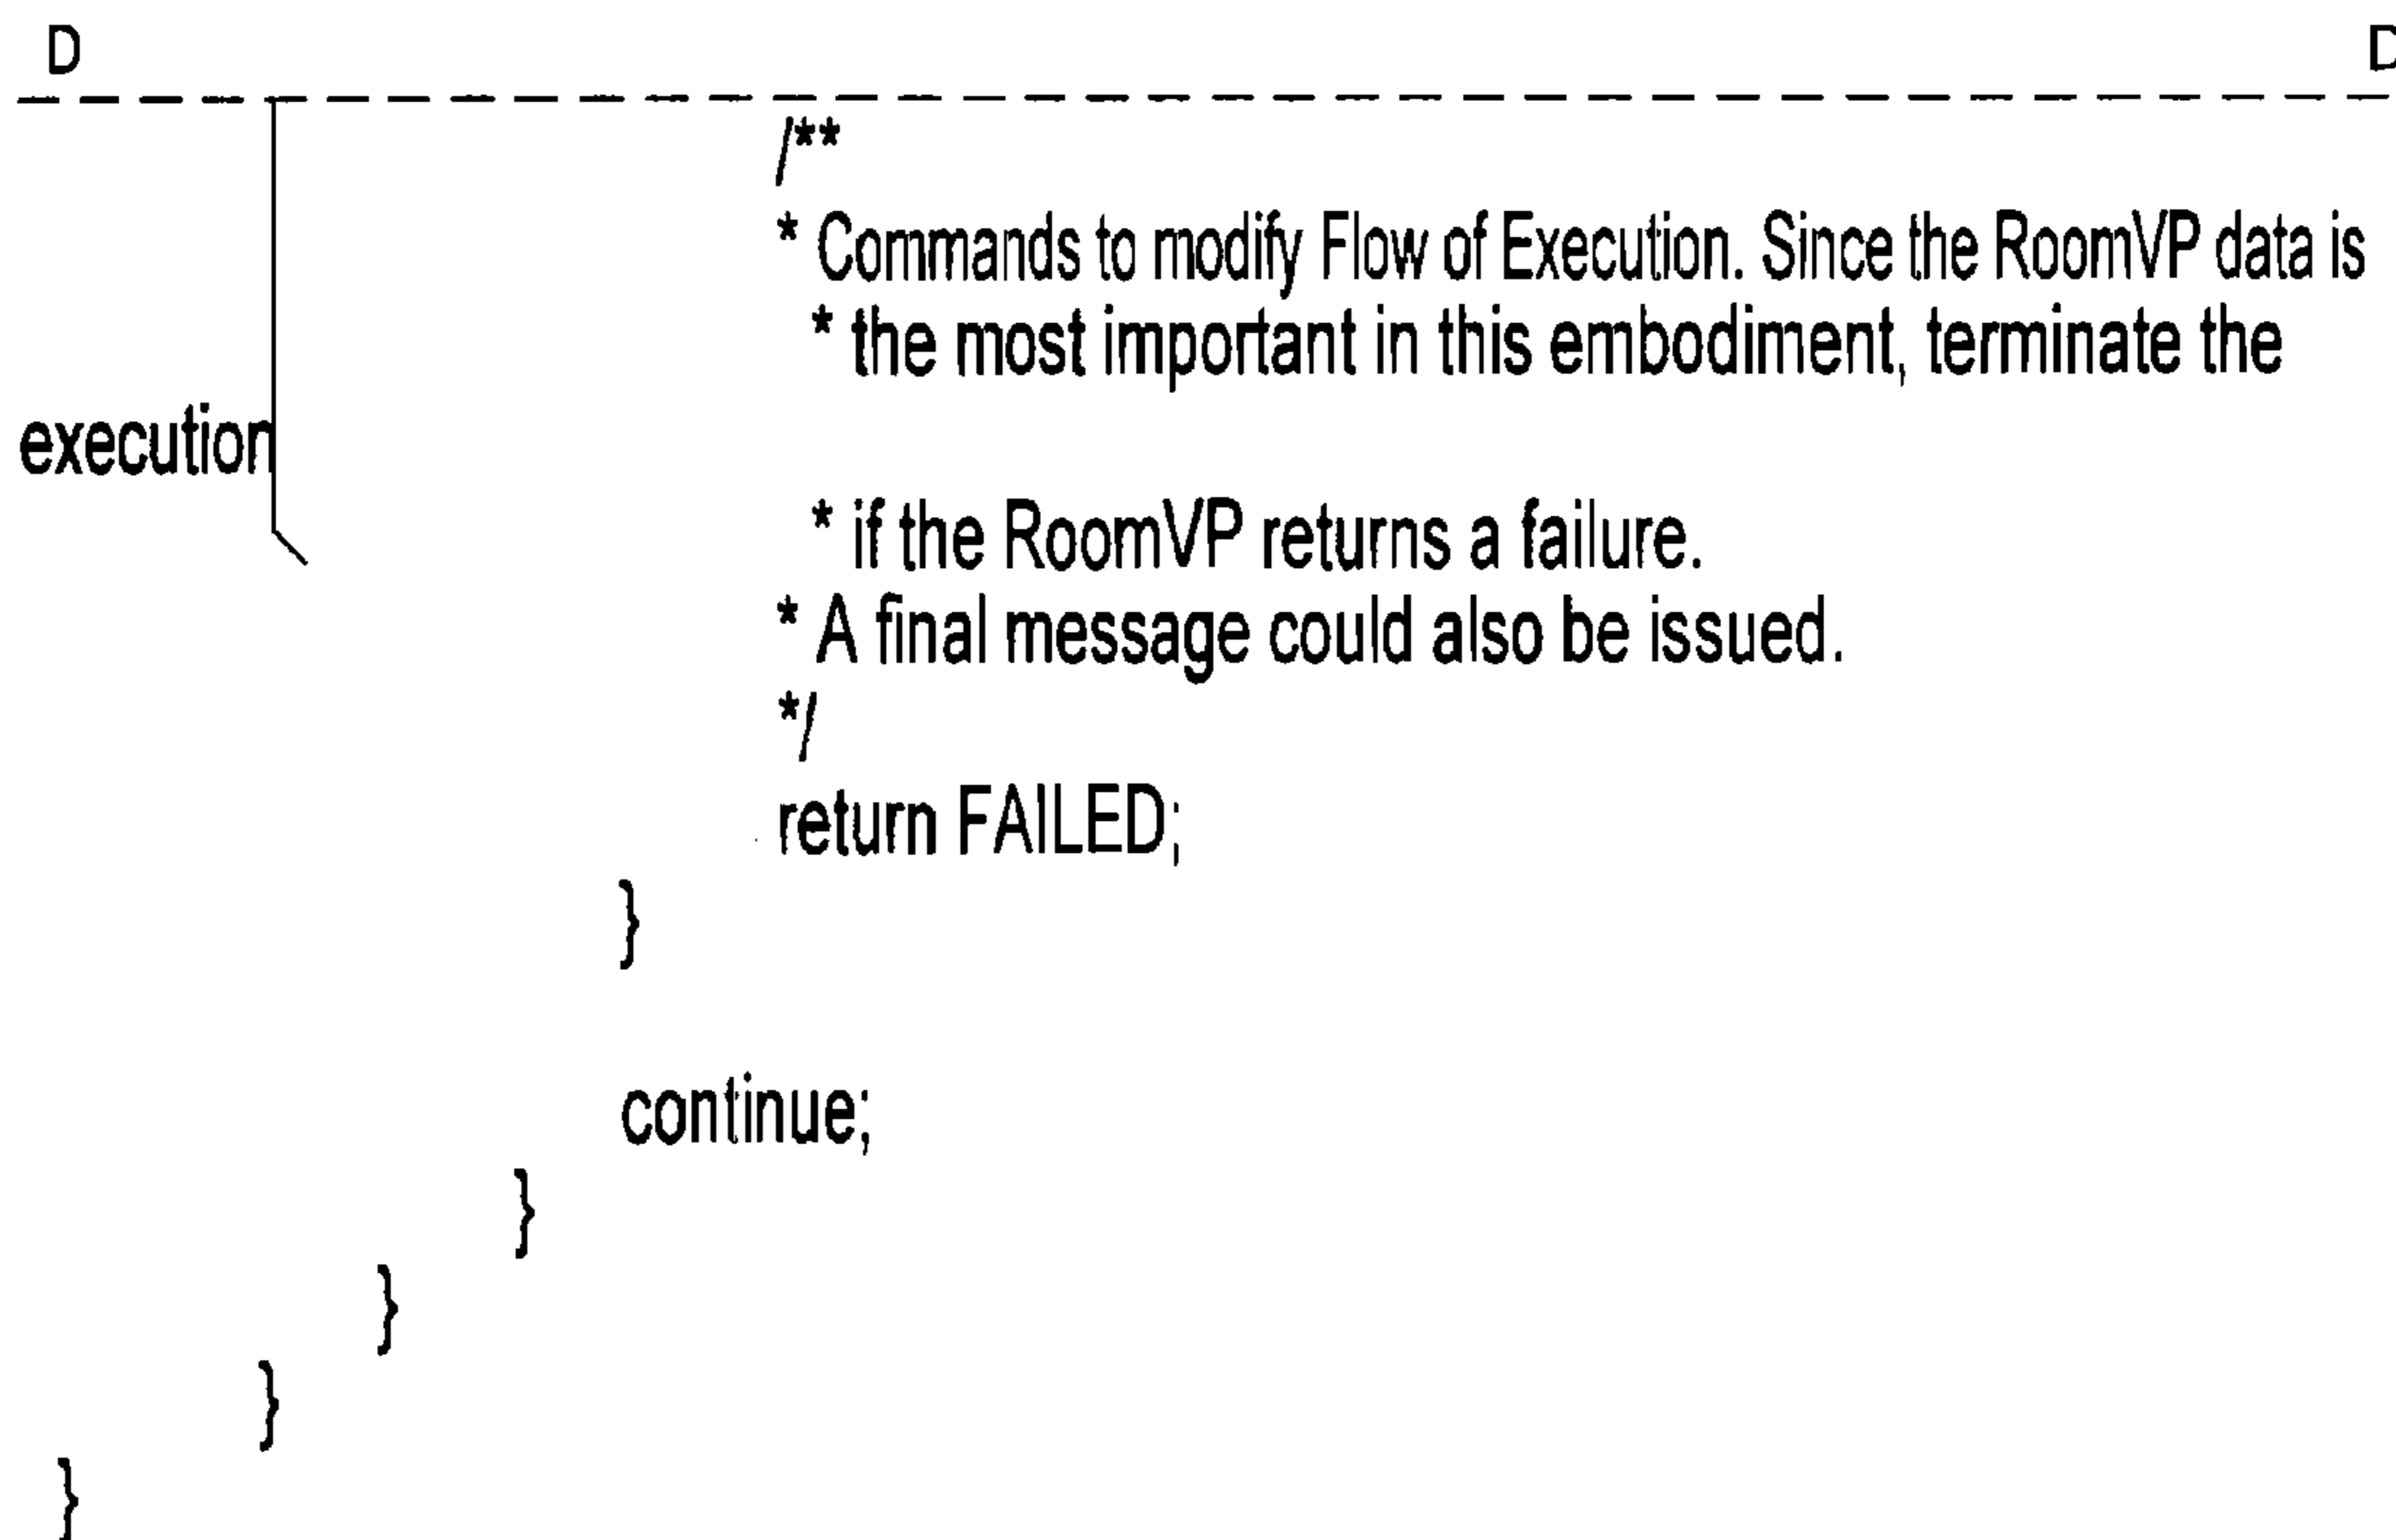 D D
/**
* Commands to modify Flow of Execution. Since the RoomVP data is
* the most important in this embodiment, terminate the
execution
* if the RoomVP returns a failure.
* A final message could also be issued.
*/
return FAILED;
}
continue;
}
}
}
}